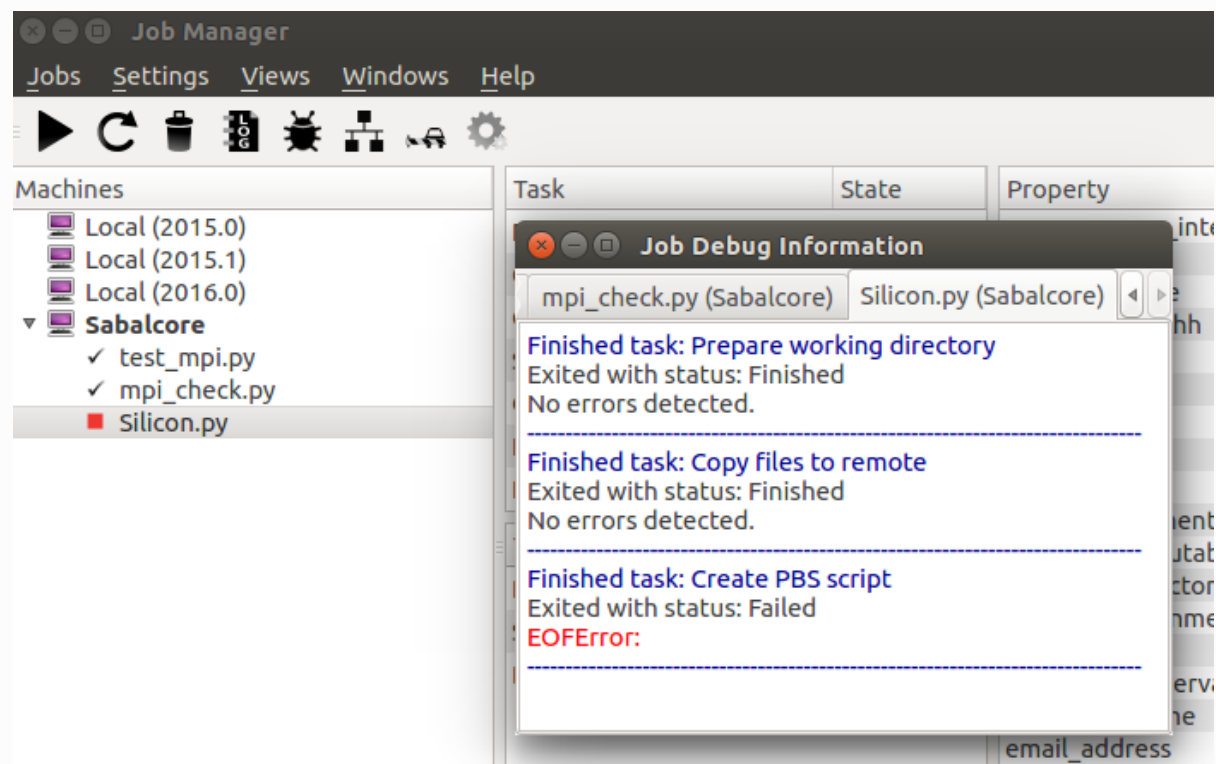 Job Manager
Jobs Settings Views Windows Help
LOG
Machines
Task State
Property
Local (2015.0)
Local (2015.1)
Local (2016.0)
Sabalcore
test_mpi.py
mpi_check.py
Silicon.py
Job Debug Information
mpi_check.py (Sabalcore) Silicon.py (Sabalcore)
Finished task: Prepare working directory
Exited with status: Finished
No errors detected.
Finished task: Copy files to remote
Exited with status: Finished
No errors detected.
Finished task: Create PBS script
Exited with status: Failed
EOFError:
email_address